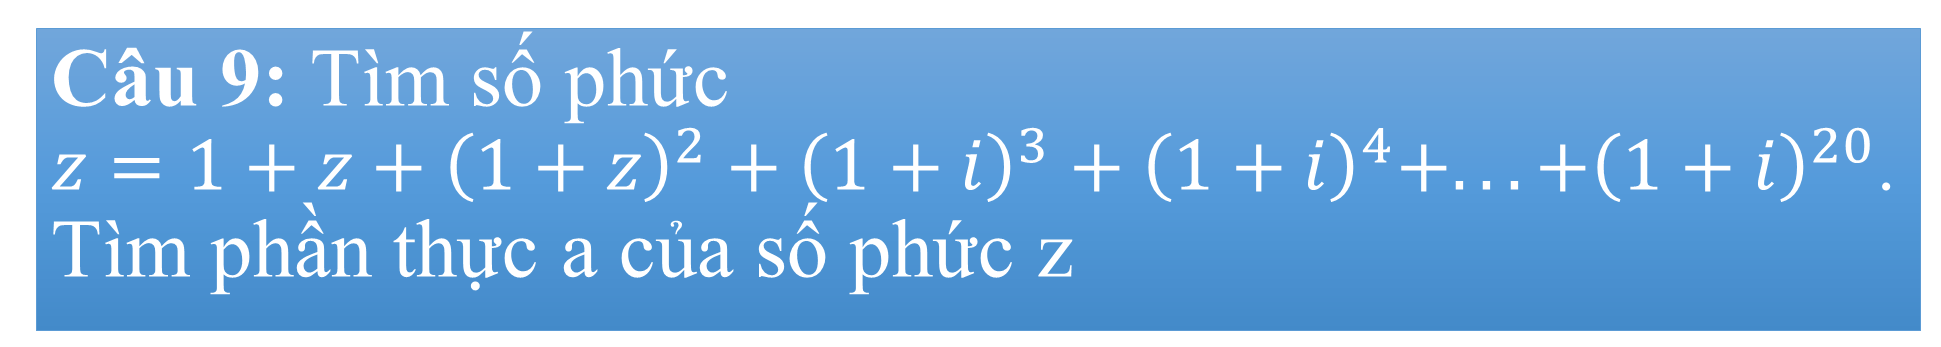 Câu 9: Tìm số phức
z = 1 + z + (1 + z)² + (1 + i)³ + (1 + i)⁴+...+(1 + i)²⁰.
Tìm phần thực a của số phức z